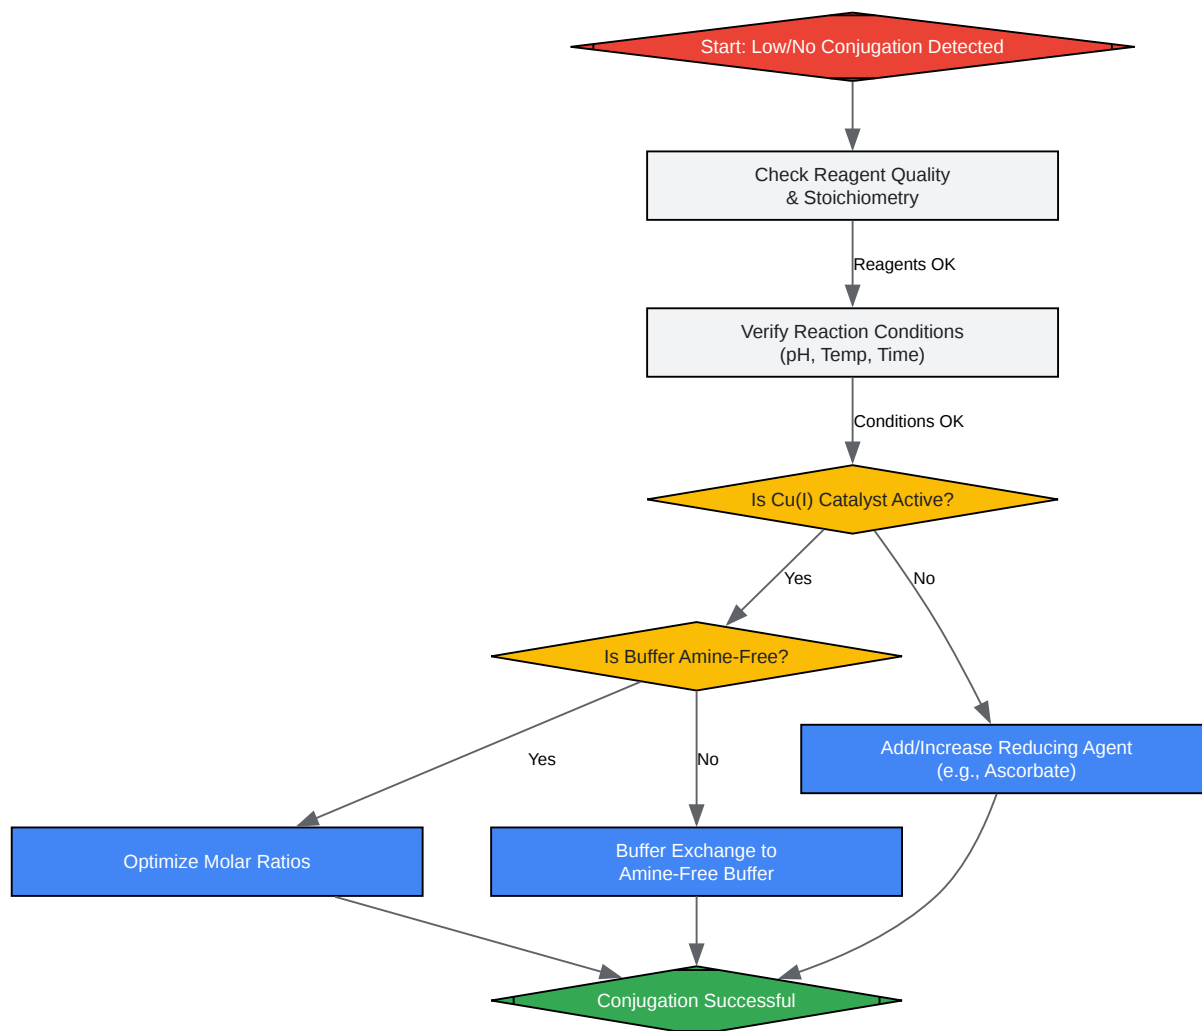 Start: Low/No Conjugation Detected
Check Reagent Quality
& Stoichiometry
Reagents OK
Verify Reaction Conditions
(pH, Temp, Time)
Conditions OK
Is Cu(I) Catalyst Active?
Yes
No
Is Buffer Amine-Free?
Add/Increase Reducing Agent
(e.g., Ascorbate)
Yes
No
Optimize Molar Ratios
Buffer Exchange to
Amine-Free Buffer
Conjugation Successful